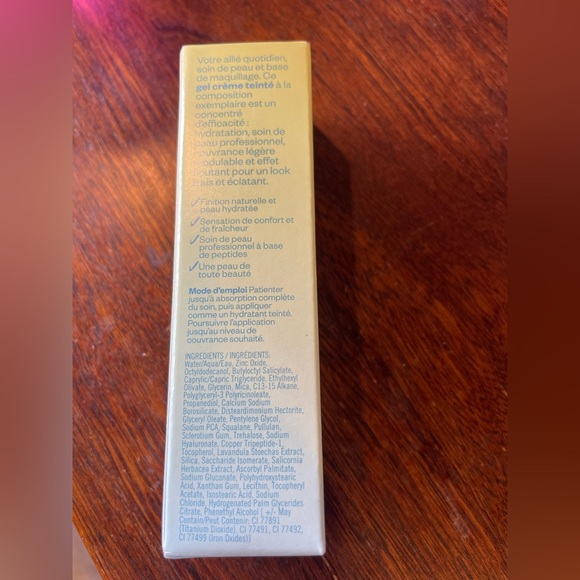 Votre allié quotidien,
soin de peau et base
de maquillage. Ce
gel crème teinté à la
composition
exemplaire est un
concentré
d'efficacité :
hydratation, soin de
peau professionnel,
couvrance légère
modulable et effet
floutant pour un look
frais et éclatant.
✓ Finition naturelle et
peau hydratée
✓ Sensation de confort et
de fraîcheur
✓ Soin de peau
professionnel à base
de peptides
✓ Une peau de
toute beauté
Mode d'emploi Patienter
jusqu'à absorption complète
du soin, puis appliquer
comme un hydratant teinté.
Poursuivre l'application
jusqu'au niveau de
couvrance souhaité.
INGREDIENTS / INGRÉDIENTS:
Water/Aqua/Eau, Zinc Oxide,
Octyldodecanol, Butyloctyl Salicylate,
Caprylic/Capric Triglyceride, Ethylhexyl
Olivate, Glycerin, Mica, C13-15 Alkane,
Polyglyceryl-3 Polyricinoleate,
Propanediol, Calcium Sodium
Borosilicate, Disteardimonium Hectorite,
Glyceryl Oleate, Pentylene Glycol,
Sodium PCA, Squalane, Pullulan,
Sclerotium Gum, Trehalose, Sodium
Hyaluronate, Copper Tripeptide-1,
Tocopherol, Lavandula Stoechas Extract,
Silica, Saccharide Isomerate, Salicornia
Herbacea Extract, Ascorbyl Palmitate,
Sodium Gluconate, Polyhydroxystearic
Acid, Xanthan Gum, Lecithin, Tocopheryl
Acetate, Isostearic Acid, Sodium
Chloride, Hydrogenated Palm Glycerides
Citrate, Phenethyl Alcohol [ +/- May
Contain/Peut Contenir: CI 77891
(Titanium Dioxide), CI 77491, CI 77492,
CI 77499 (Iron Oxides)]